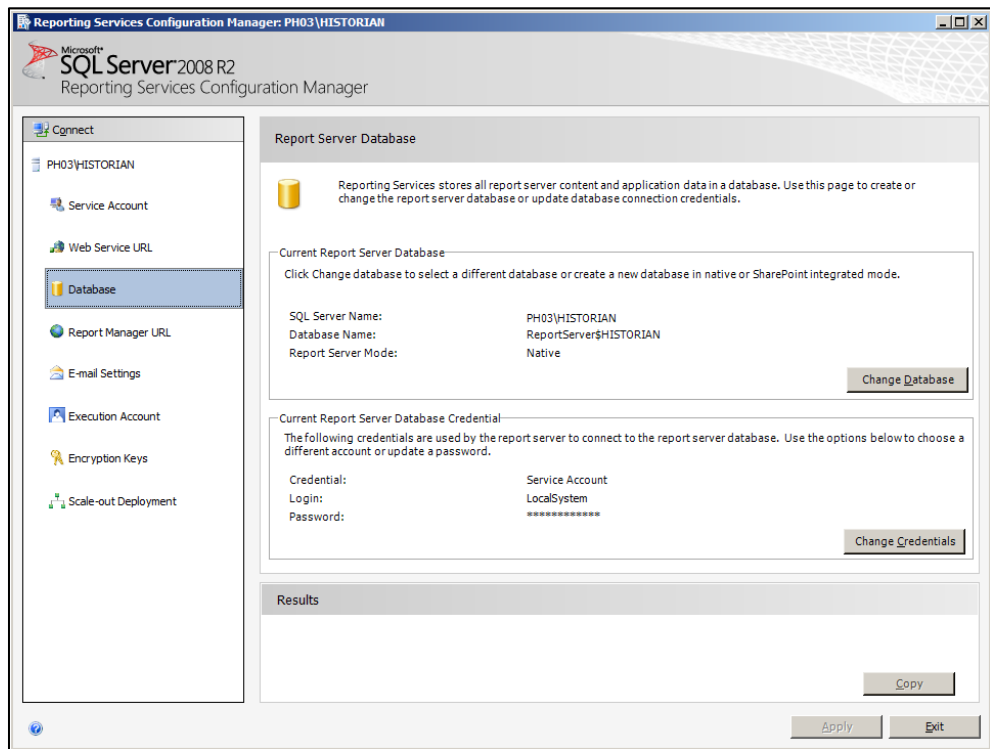 Reporting Services Configuration Manager: PH03\HISTORIAN
Microsoft®
SQL Server 2008 R2
Reporting Services Configuration Manager
Connect
PH03\HISTORIAN
Service Account
Web Service URL
Database
Report Manager URL
E-mail Settings
Execution Account
Encryption Keys
Scale-out Deployment
Report Server Database
Reporting Services stores all report server content and application data in a database. Use this page to create or
change the report server database or update database connection credentials.
Current Report Server Database
Click Change database to select a different database or create a new database in native or SharePoint integrated mode.
SQL Server Name: PH03\HISTORIAN
Database Name: ReportServer$HISTORIAN
Report Server Mode: Native
Change Database
Current Report Server Database Credential
The following credentials are used by the report server to connect to the report server database. Use the options below to choose a
different account or update a password.
Credential: Service Account
Login: LocalSystem
Password: ************
Change Credentials
Results
Copy
Apply Exit